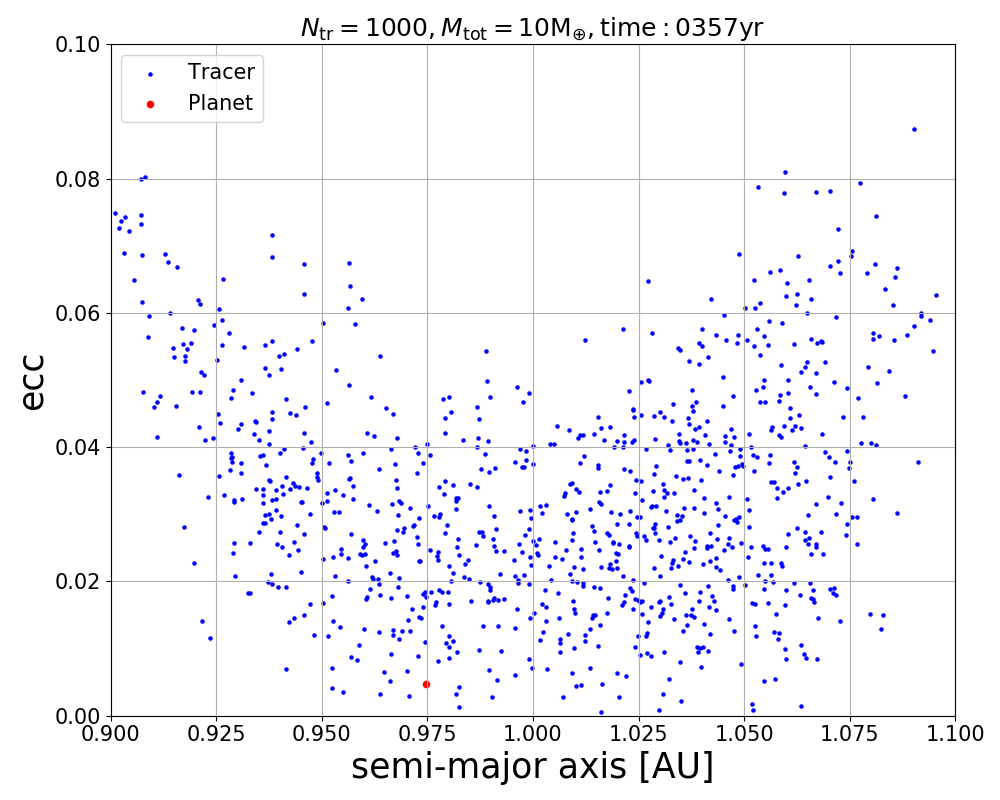 N_tr = 1000, M_tot = 10M_⊕, time : 0357yr
Tracer
Planet
ecc
0.10
0.08
0.06
0.04
0.02
0.00
0.900 0.925 0.950 0.975 1.000 1.025 1.050 1.075 1.100
semi-major axis [AU]